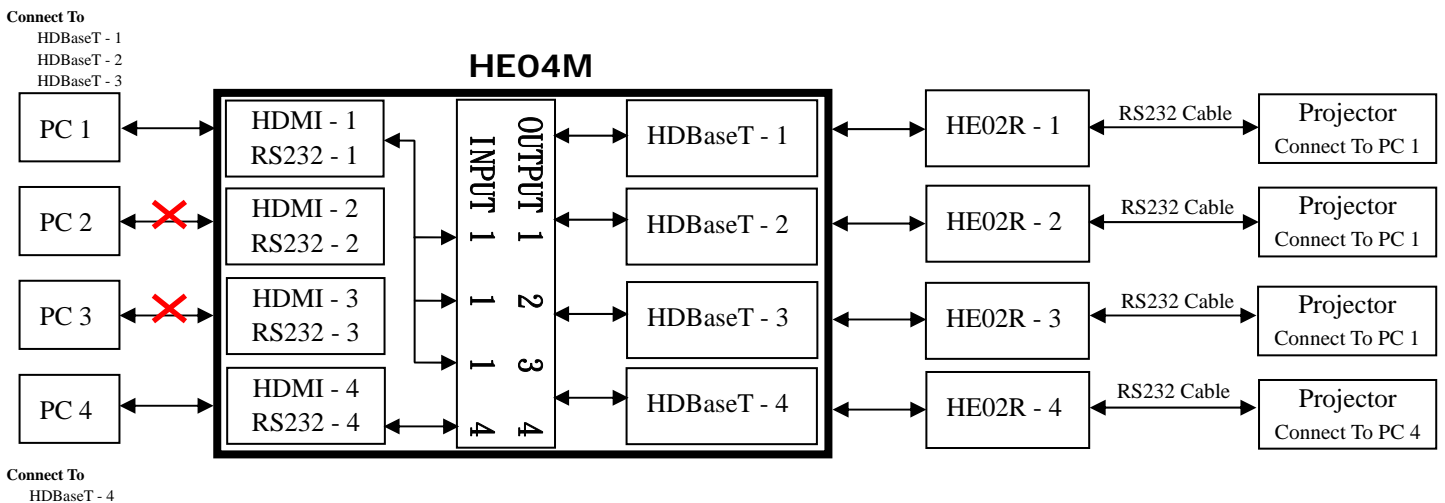 Connect To
HDBaseT - 1
HDBaseT - 2
HDBaseT - 3
HE04M
PC 1
HDMI - 1
RS232 - 1
OUTPUT 1 2 3 4
INPUT 1 1 1 4
HDBaseT - 1
HE02R - 1
RS232 Cable
Projector
Connect To PC 1
PC 2
HDMI - 2
RS232 - 2
HDBaseT - 2
HE02R - 2
RS232 Cable
Projector
Connect To PC 1
PC 3
HDMI - 3
RS232 - 3
HDBaseT - 3
HE02R - 3
RS232 Cable
Projector
Connect To PC 1
PC 4
HDMI - 4
RS232 - 4
HDBaseT - 4
HE02R - 4
RS232 Cable
Projector
Connect To PC 4
Connect To
HDBaseT - 4